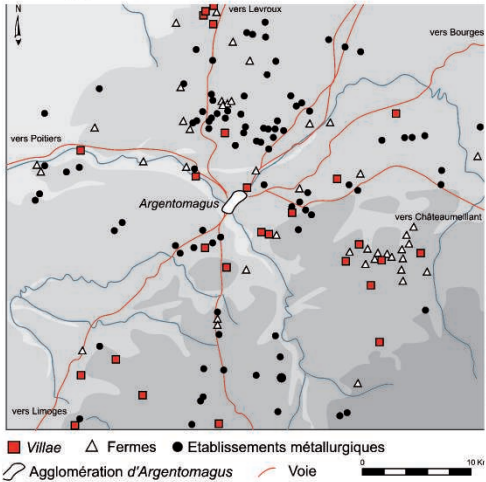 N
vers Levroux
vers Bourges
vers Poitiers
Argentomagus
vers Châteaumeillant
vers Limoges
Villae Fermes Etablissements métallurgiques
Agglomération d'Argentomagus Voie
0 10 Km